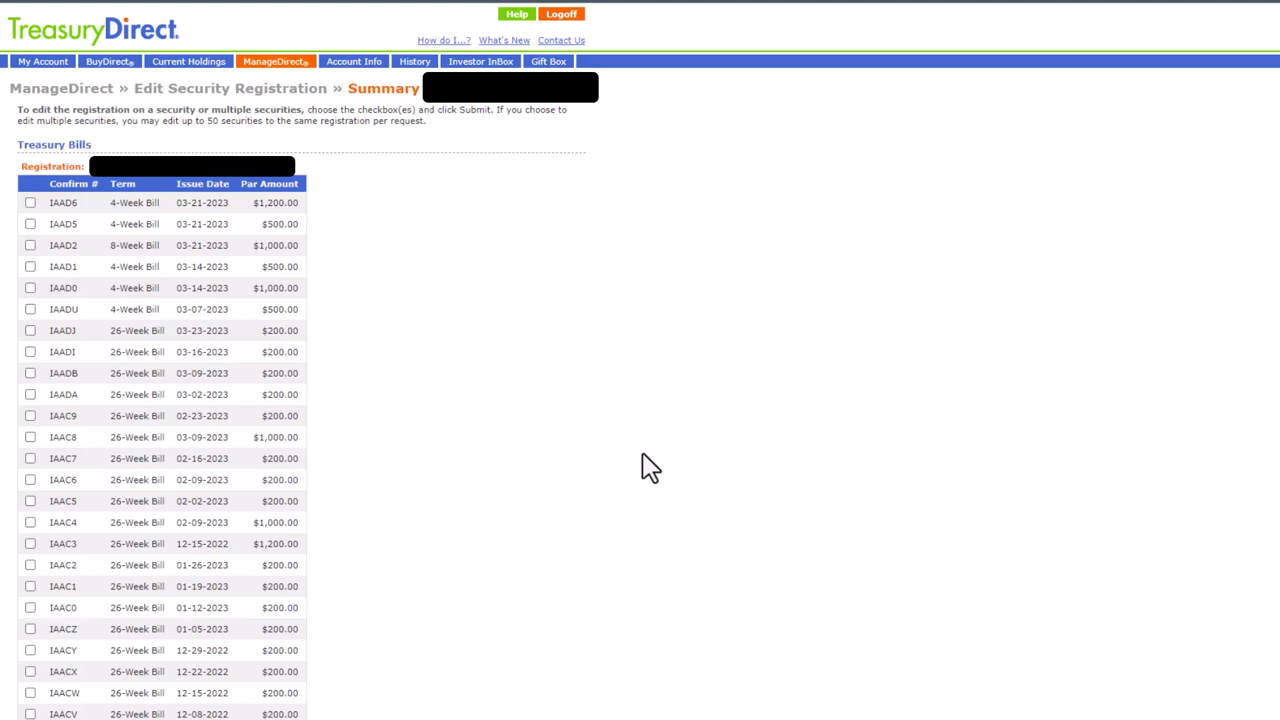 Help Logoff
TreasuryDirect.
How do I...? What's New Contact Us
My Account BuyDirect® Current Holdings ManageDirect® Account Info History Investor InBox Gift Box
ManageDirect » Edit Security Registration » Summary
To edit the registration on a security or multiple securities, choose the checkbox(es) and click Submit. If you choose to
edit multiple securities, you may edit up to 50 securities to the same registration per request.
Treasury Bills
Registration:
Confirm # Term Issue Date Par Amount
IAAD6 4-Week Bill 03-21-2023 $1,200.00
IAAD5 4-Week Bill 03-21-2023 $500.00
IAAD2 8-Week Bill 03-21-2023 $1,000.00
IAAD1 4-Week Bill 03-14-2023 $500.00
IAAD0 4-Week Bill 03-14-2023 $1,000.00
IAADU 4-Week Bill 03-07-2023 $500.00
IAADJ 26-Week Bill 03-23-2023 $200.00
IAADI 26-Week Bill 03-16-2023 $200.00
IAADB 26-Week Bill 03-09-2023 $200.00
IAADA 26-Week Bill 03-02-2023 $200.00
IAAC9 26-Week Bill 02-23-2023 $200.00
IAAC8 26-Week Bill 03-09-2023 $1,000.00
IAAC7 26-Week Bill 02-16-2023 $200.00
IAAC6 26-Week Bill 02-09-2023 $200.00
IAAC5 26-Week Bill 02-02-2023 $200.00
IAAC4 26-Week Bill 02-09-2023 $1,000.00
IAAC3 26-Week Bill 12-15-2022 $1,200.00
IAAC2 26-Week Bill 01-26-2023 $200.00
IAAC1 26-Week Bill 01-19-2023 $200.00
IAAC0 26-Week Bill 01-12-2023 $200.00
IAACZ 26-Week Bill 01-05-2023 $200.00
IAACY 26-Week Bill 12-29-2022 $200.00
IAACX 26-Week Bill 12-22-2022 $200.00
IAACW 26-Week Bill 12-15-2022 $200.00
IAACV 26-Week Bill 12-08-2022 $200.00